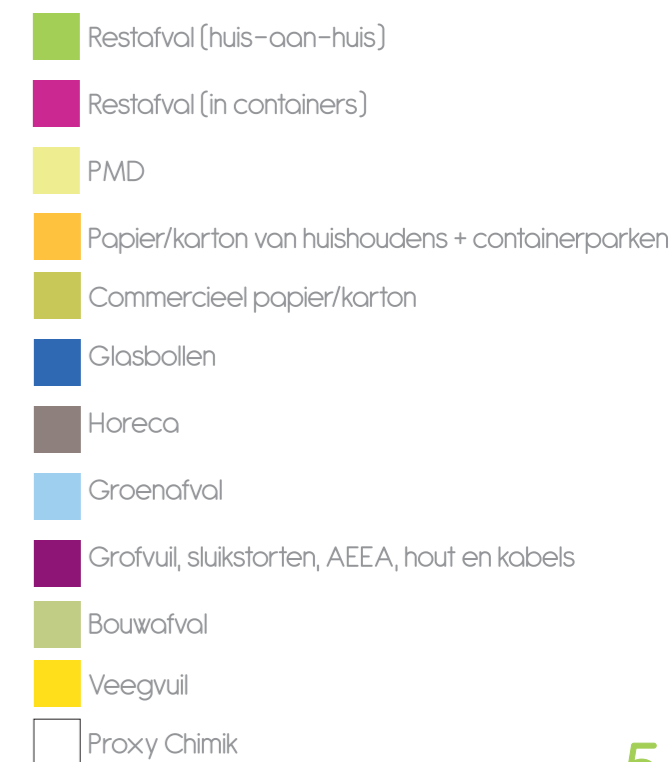 Restafval (huis-aan-huis)
Restafval (in containers)
PMD
Papier/karton van huishoudens + containerparken
Commercieel papier/karton
Glasbollen
Horeca
Groenafval
Grofvuil, sluikstorten, AEEA, hout en kabels
Bouwafval
Veegvuil
Proxy Chimik